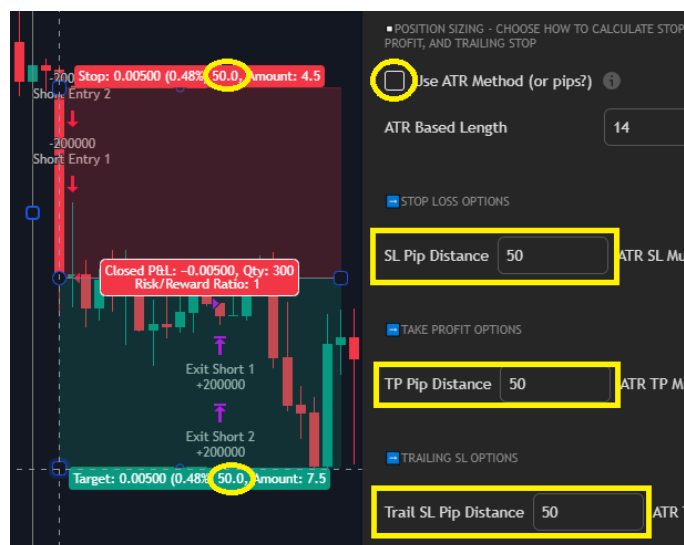 -200
Stop: 0.00500 (0.48%, 50.0, Amount: 4.5
Short Entry 2
-200000
Short Entry 1
Closed P&L: −0.00500, Qty: 300
Risk/Reward Ratio: 1
Exit Short 1
+200000
Exit Short 2
+200000
Target: 0.00500 (0.48% 50.0, Amount: 7.5
POSITION SIZING - CHOOSE HOW TO CALCULATE STOP
PROFIT, AND TRAILING STOP
Use ATR Method (or pips?)
ATR Based Length 14
STOP LOSS OPTIONS
SL Pip Distance 50 ATR SL Mu
TAKE PROFIT OPTIONS
TP Pip Distance 50 ATR TP M
TRAILING SL OPTIONS
Trail SL Pip Distance 50 ATR T